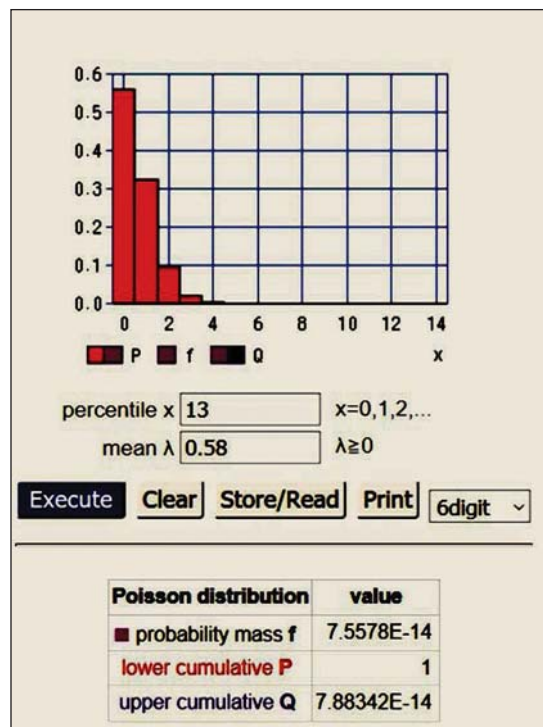 0.6
0.5
0.4
0.3
0.2
0.1
0.0
0 2 4 6 8 10 12 14
P f Q x
percentile x 13 x=0,1,2,...
mean λ 0.58 λ≧0
Execute Clear Store/Read Print 6digit
Poisson distribution value
probability mass f 7.5578E-14
lower cumulative P 1
upper cumulative Q 7.88342E-14